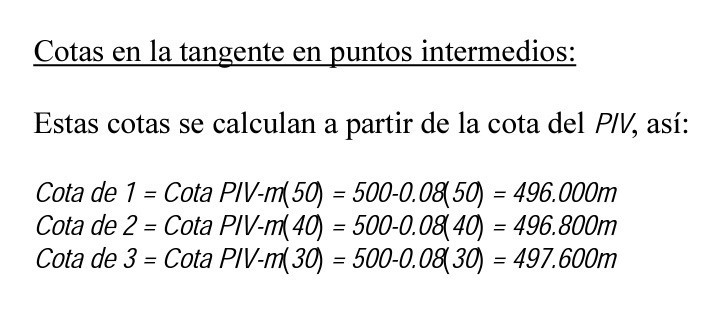 Cotas en la tangente en puntos intermedios:
Estas cotas se calculan a partir de la cota del PIV, así:
Cota de 1 = Cota PIV-m(50) = 500-0.08(50) = 496.000m
Cota de 2 = Cota PIV-m(40) = 500-0.08(40) = 496.800m
Cota de 3 = Cota PIV-m(30) = 500-0.08(30) = 497.600m